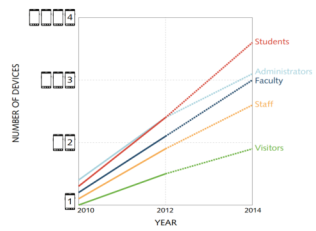 4
Students
Administrators
3
Faculty
NUMBER OF DEVICES
Staff
2
Visitors
1
2010
2012
2014
YEAR